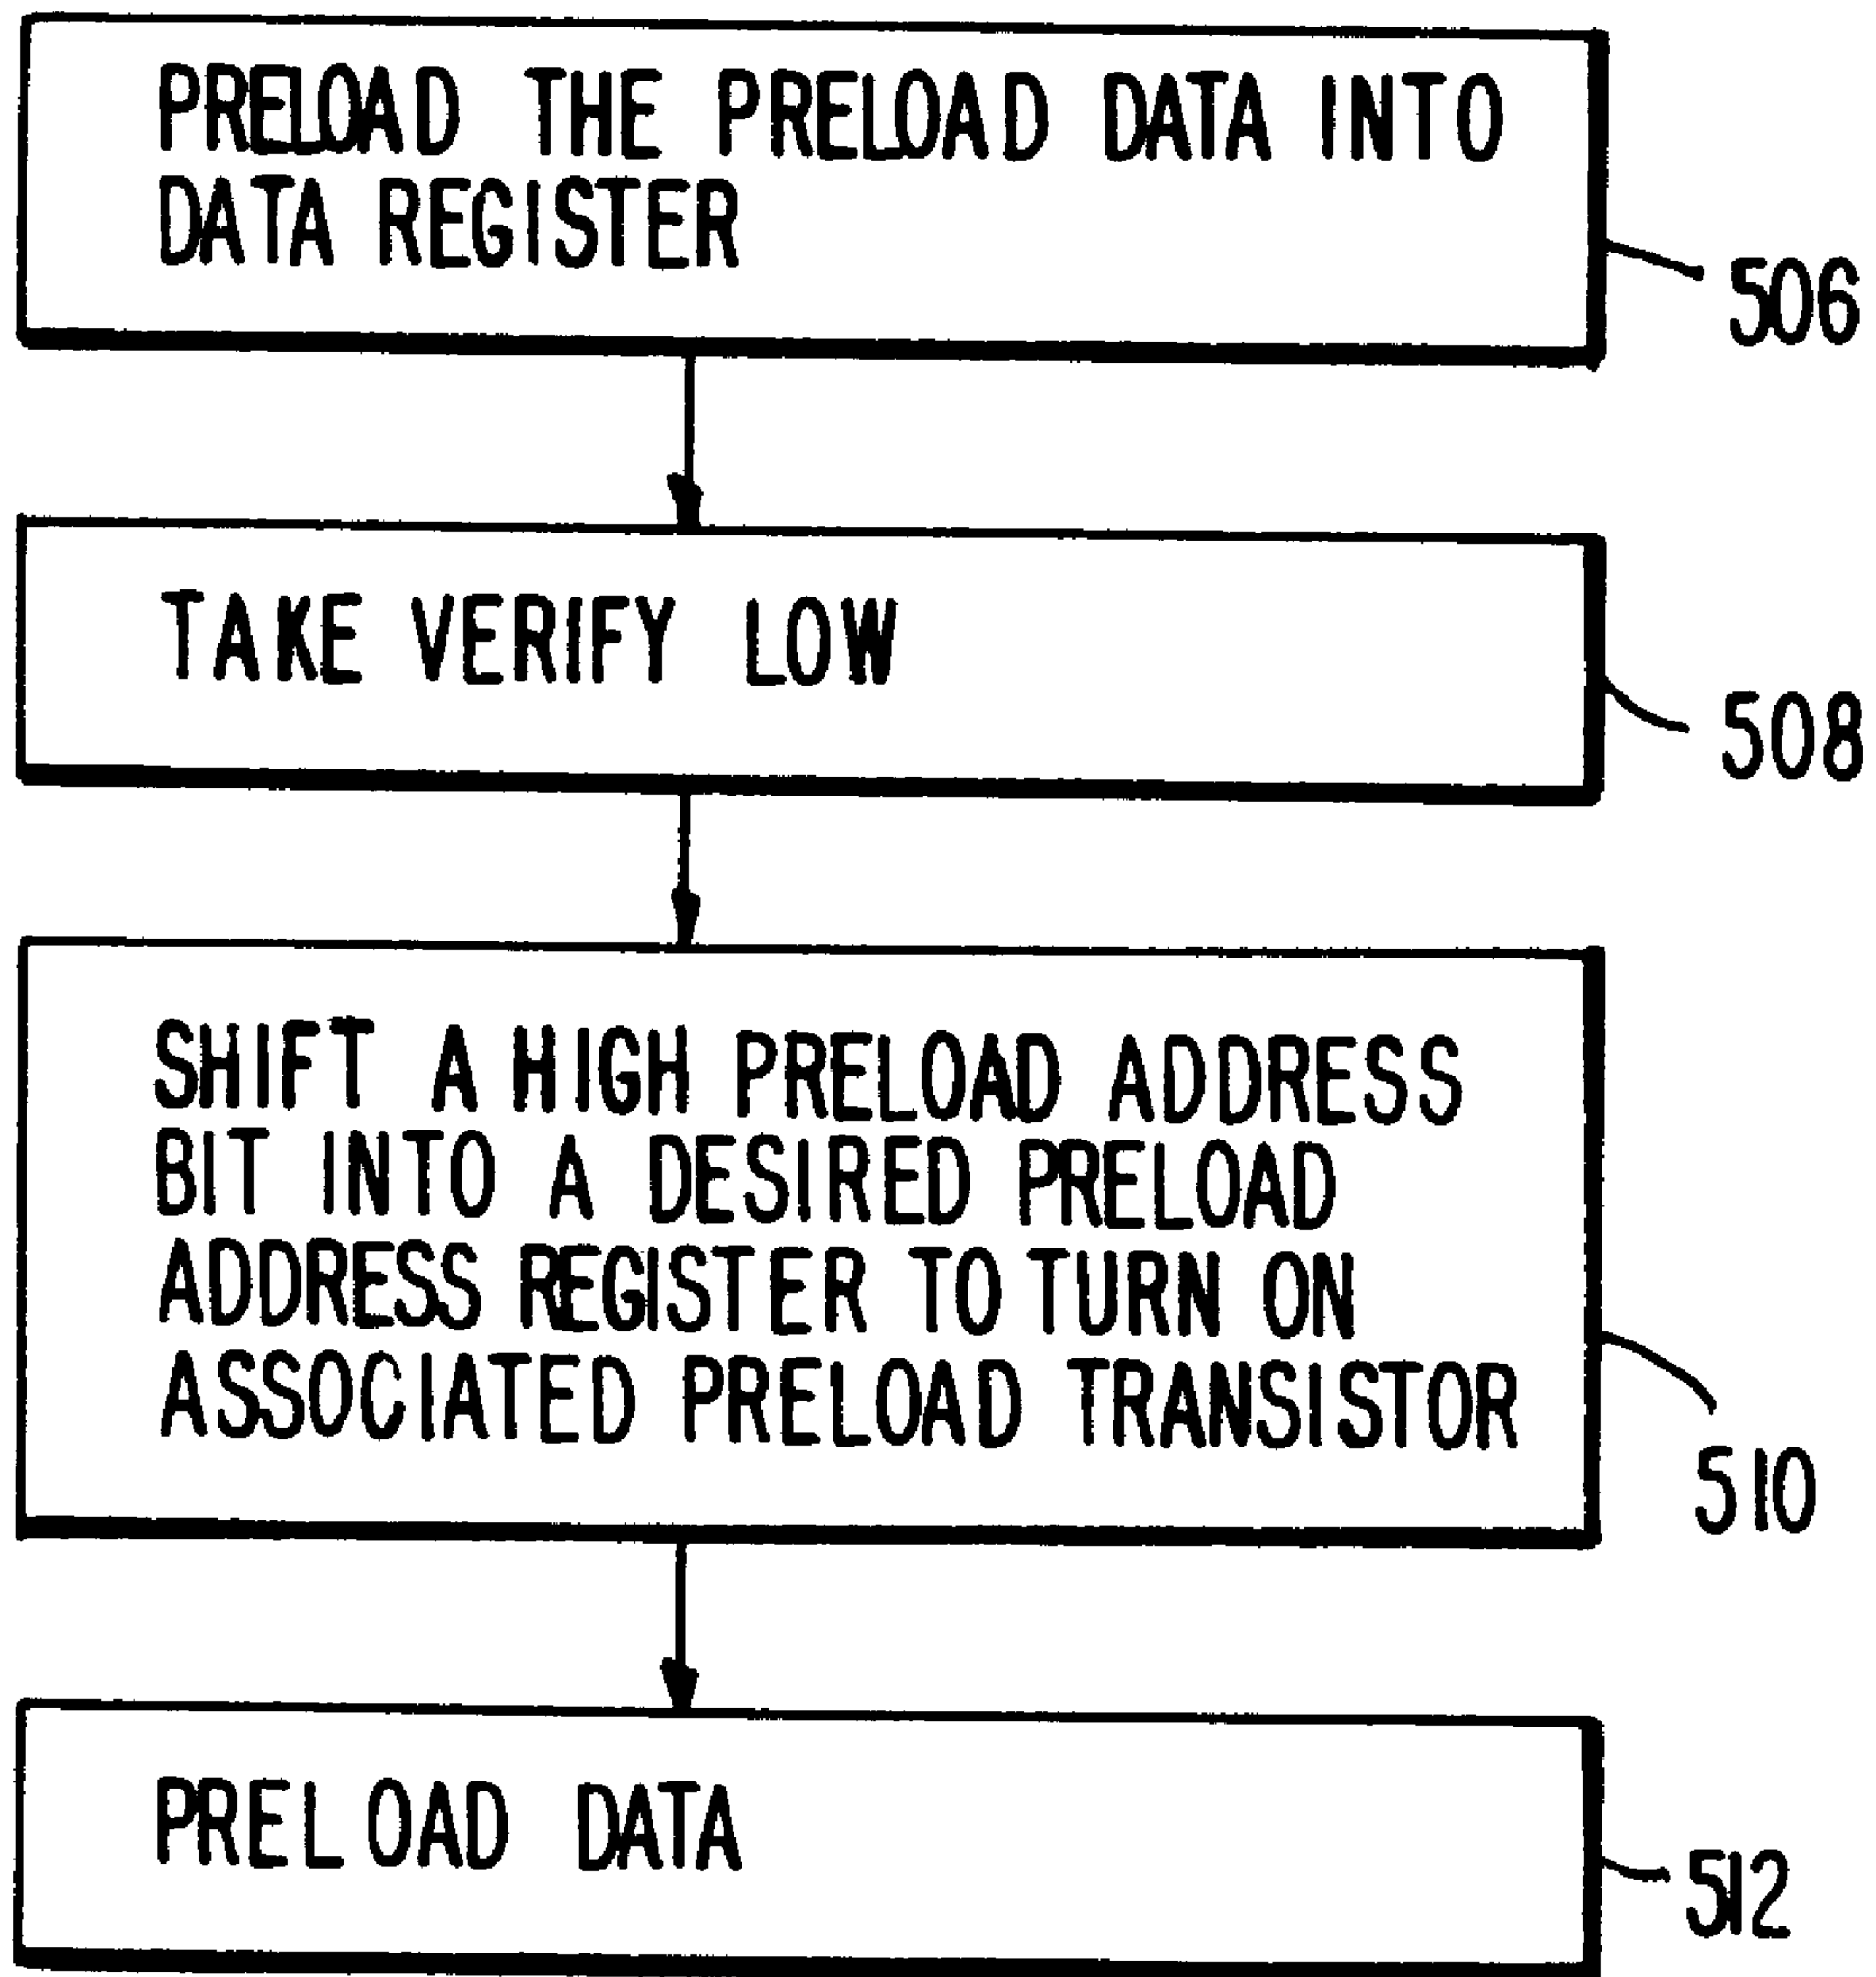 PRELOAD THE PRELOAD DATA INTO
DATA REGISTER
506
TAKE VERIFY LOW
508
SHIFT A HIGH PRELOAD ADDRESS
BIT INTO A DESIRED PRELOAD
ADDRESS REGISTER TO TURN ON
ASSOCIATED PRELOAD TRANSISTOR
510
PRELOAD DATA
512